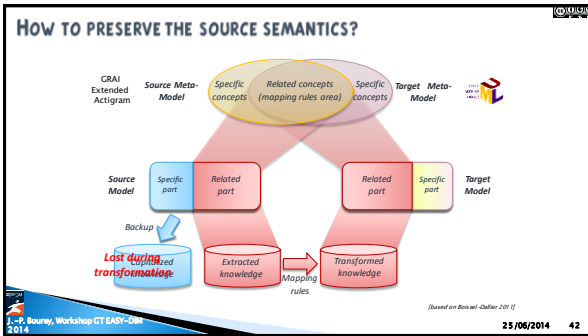 HOW TO PRESERVE THE SOURCE SEMANTICS?
GRAI
Extended
Actigram
Source Meta-
Model
Specific
concepts
Related concepts
(mapping rules area)
Specific
concepts
Target Meta-
Model
UML
Source
Model
Specific
part
Related
part
Related
part
Specific
part
Target
Model
Backup
Lost during
transformation
Capitalized
knowledge
Extracted
knowledge
Mapping
rules
Transformed
knowledge
[based on Boissel-Dallier 2011]
J.-P. Bourey, Workshop GT EASY-DIM
2014
25/06/2014 42